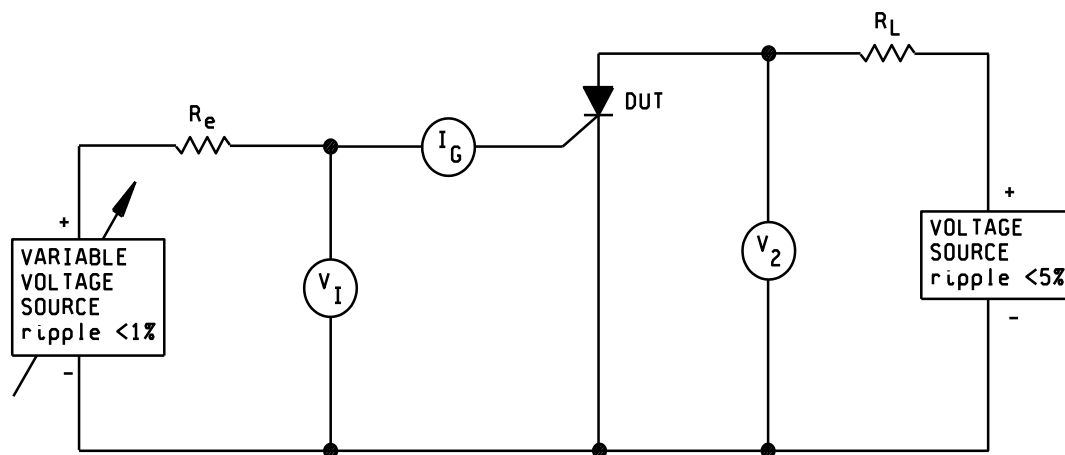 R_L
DUT
R_e
I_G
+
+
VARIABLE
VOLTAGE
SOURCE
ripple <1%
V_I
V_2
VOLTAGE
SOURCE
ripple <5%
-
-